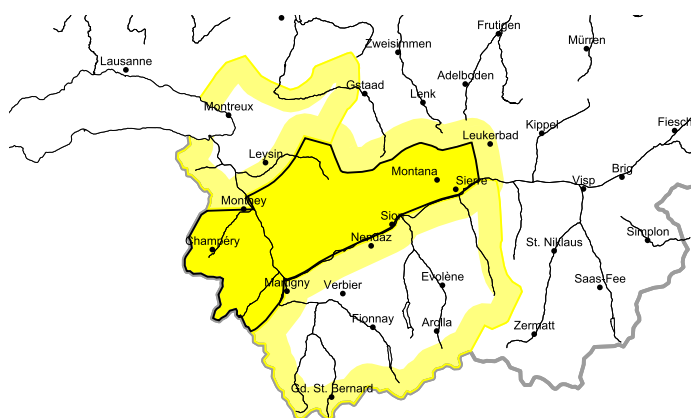 Frutigen
Zweisimmen
Mürren
Lausanne
Adelboden
Gstaad
Lenk
Montreux
Kippel
Fiesch
Leukerbad
Leysin
Montana
Brig
Sierre
Visp
Monthey
Sion
Simplon
Champéry
Nendaz
St. Niklaus
Martigny
Verbier
Evolène
Saas-Fee
Fionnay
Arolla
Zermatt
Gd. St. Bernard